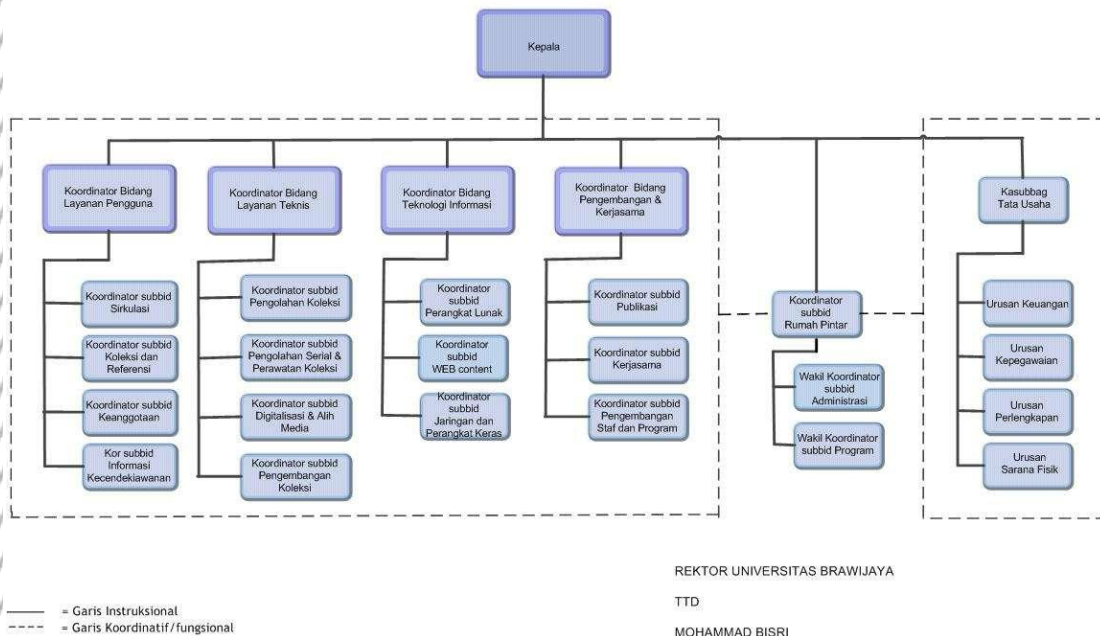 Kepala
Koordinator Bidang
Layanan Pengguna
Koordinator subbid
Sirkulasi
Koordinator subbid
Koleksi dan
Referensi
Koordinator subbid
Keanggotaan
Kor subbid
Informasi
Kecendekiawanan
Koordinator Bidang
Layanan Teknis
Koordinator subbid
Pengolahan Koleksi
Koordinator subbid
Pengolahan Serial &
Perawatan Koleksi
Koordinator subbid
Digitalisasi & Alih
Media
Koordinator subbid
Pengembangan
Koleksi
Koordinator Bidang
Teknologi Informasi
Koordinator
subbid
Perangkat Lunak
Koordinator
subbid
WEB content
Koordinator
subbid
Jaringan dan
Perangkat Keras
Koordinator Bidang
Pengembangan &
Kerjasama
Koordinator subbid
Publikasi
Koordinator subbid
Kerjasama
Koordinator subbid
Pengembangan
Staf dan Program
Koordinator
subbid
Rumah Pintar
Wakil Koordinator
subbid
Administrasi
Wakil Koordinator
subbid Program
Kasubbag
Tata Usaha
Urusan Keuangan
Urusan
Kepegawaian
Urusan
Perlengkapan
Urusan
Sarana Fisik
= Garis Instruksional
= Garis Koordinatif/fungsional
REKTOR UNIVERSITAS BRAWIJAYA
TTD
MOHAMMAD BISRI